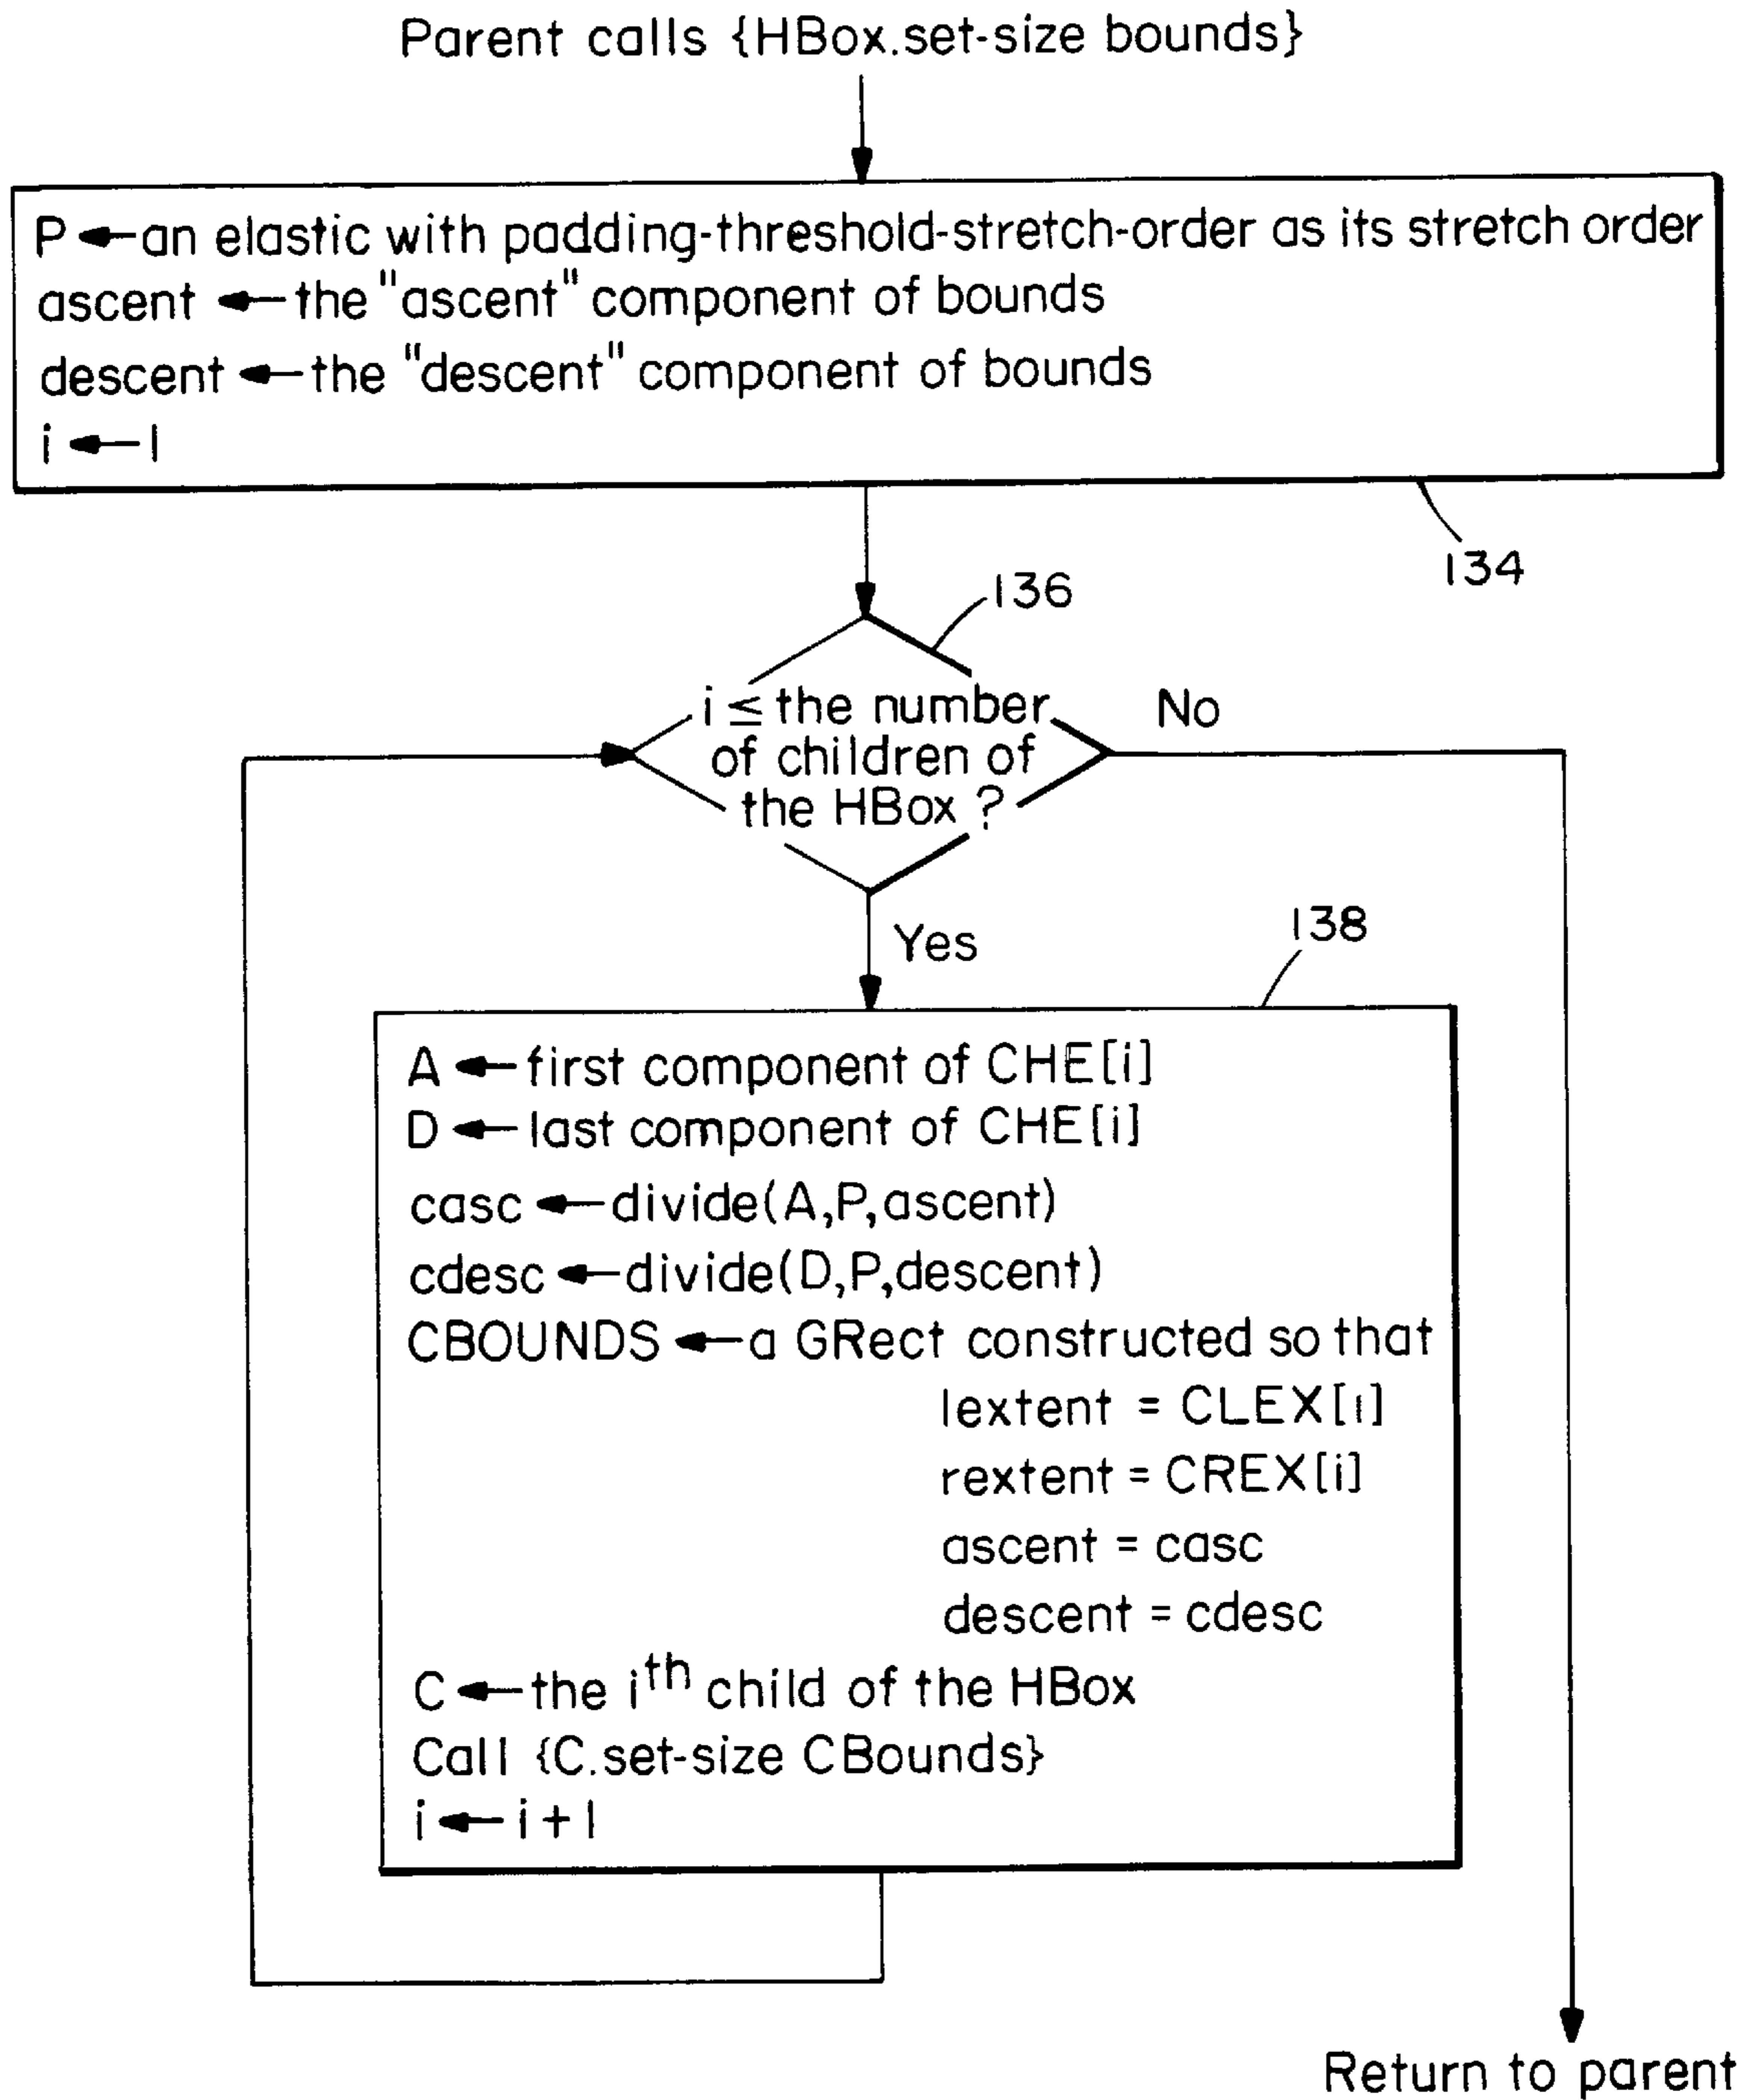 Parent calls {HBox.set-size bounds}
P ← an elastic with padding-threshold-stretch-order as its stretch order
ascent ← the "ascent" component of bounds
descent ← the "descent" component of bounds
i ← 1
134
136
i ≤ the number
of children of
the HBox ?
No
Yes
138
A ← first component of CHE[i]
D ← last component of CHE[i]
casc ← divide(A,P,ascent)
cdesc ← divide(D,P,descent)
CBOUNDS ← a GRect constructed so that
lextent = CLEX[i]
rextent = CREX[i]
ascent = casc
descent = cdesc
C ← the ith child of the HBox
Call {C.set-size CBounds}
i ← i + 1
Return to parent